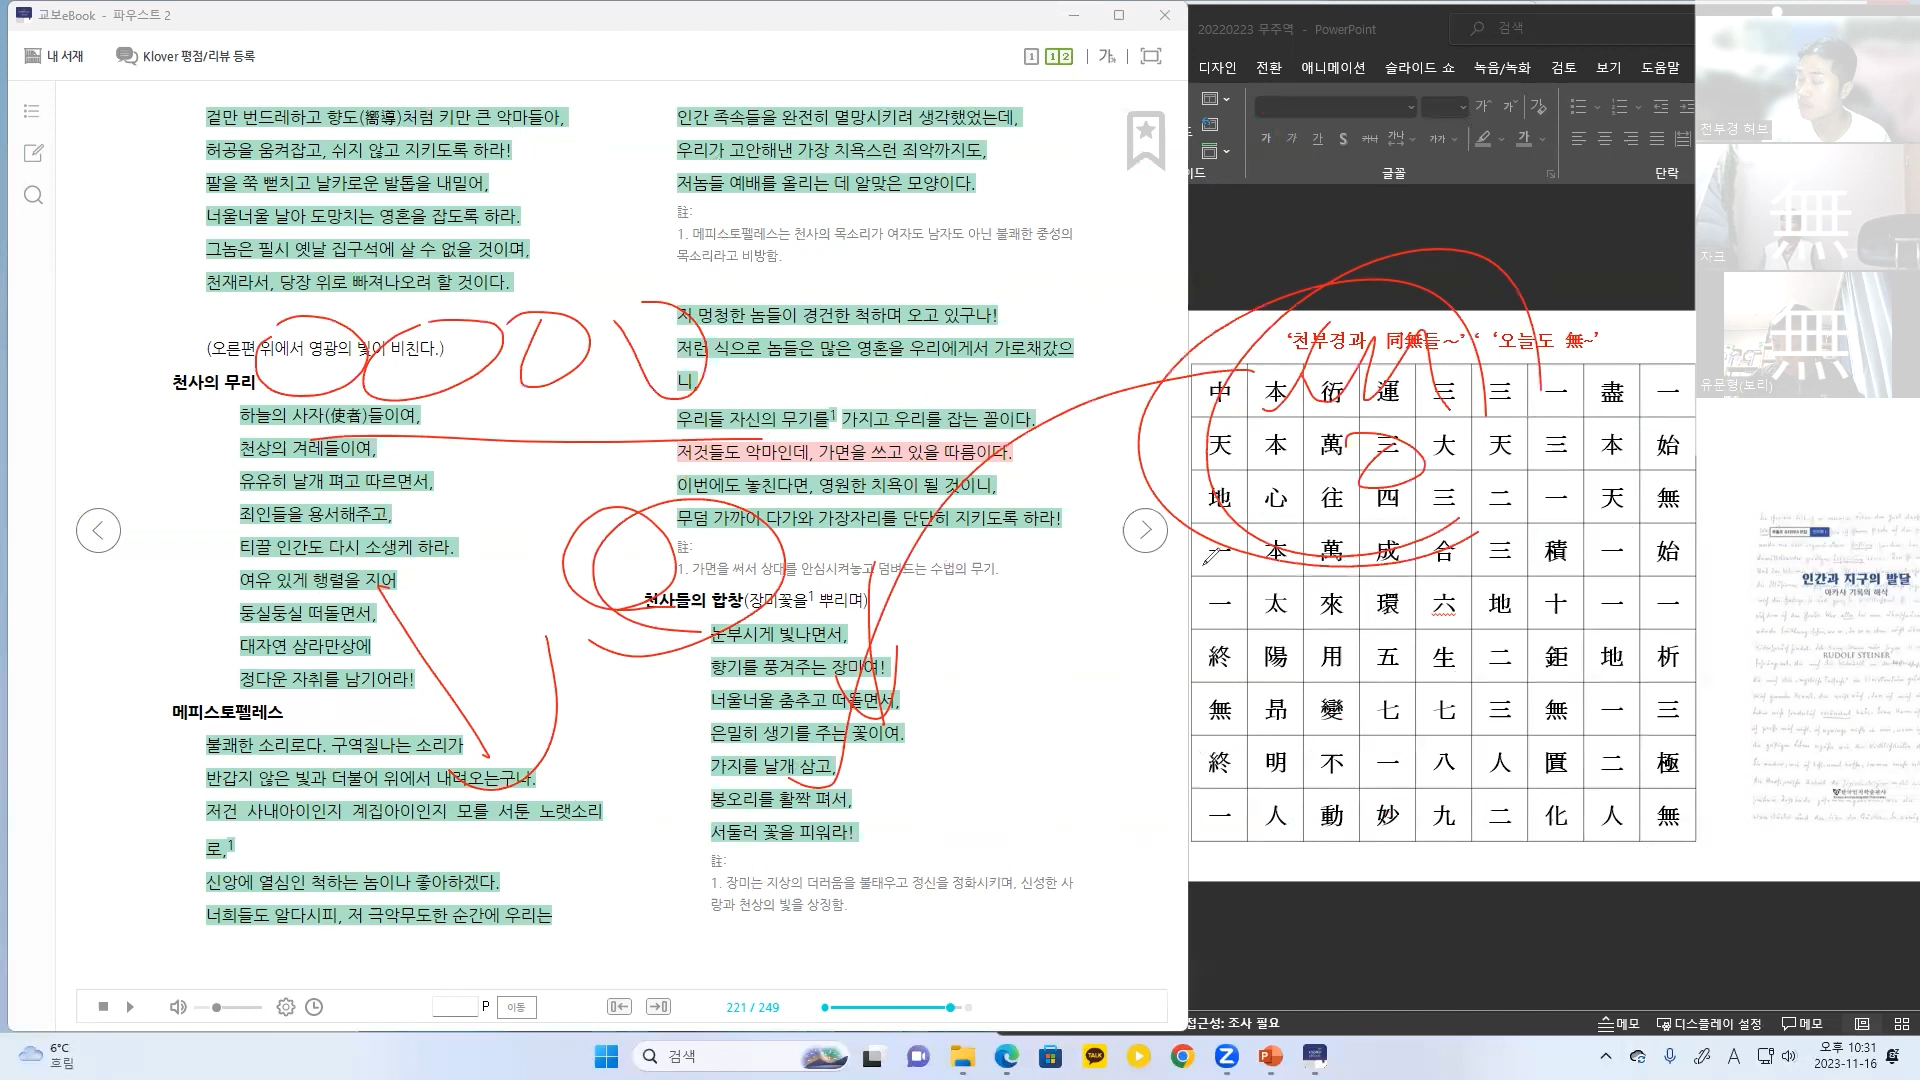 교보eBook - 파우스트 2
내 서재
Klover 평점/리뷰 등록
겉만 번드레하고 향도(嚮導)처럼 키만 큰 악마들아,
허공을 움켜잡고, 쉬지 않고 지키도록 하라!
팔을 쭉 뻗치고 날카로운 발톱을 내밀어,
너울너울 날아 도망치는 영혼을 잡도록 하라.
그놈은 필시 옛날 집구석에 살 수 없을 것이며,
천재라서, 당장 위로 빠져나오려 할 것이다.
(오른편 위에서 영광의 빛이 비친다.)
천사의 무리
하늘의 사자(使者)들이여,
천상의 겨레들이여,
유유히 날개 펴고 따르면서,
죄인들을 용서해주고,
티끌 인간도 다시 소생케 하라.
여유 있게 행렬을 지어
둥실둥실 떠돌면서,
대자연 삼라만상에
정다운 자취를 남기어라!
메피스토펠레스
불쾌한 소리로다. 구역질나는 소리가
반갑지 않은 빛과 더불어 위에서 내려오는구나.
저건 사내아이인지 계집아이인지 모를 서툰 노랫소리
로,1
신앙에 열심인 척하는 놈이나 좋아하겠다.
너희들도 알다시피, 저 극악무도한 순간에 우리는
인간 족속들을 완전히 멸망시키려 생각했었는데,
우리가 고안해낸 가장 치욕스런 죄악까지도,
저놈들 예배를 올리는 데 알맞은 모양이다.
註:
1. 메피스토펠레스는 천사의 목소리가 여자도 남자도 아닌 불쾌한 중성의
목소리라고 비방함.
저 멍청한 놈들이 경건한 척하며 오고 있구나!
저런 식으로 놈들은 많은 영혼을 우리에게서 가로채갔으
니,
우리들 자신의 무기를1 가지고 우리를 잡는 꼴이다.
저것들도 악마인데, 가면을 쓰고 있을 따름이다.
이번에도 놓친다면, 영원한 치욕이 될 것이니,
무덤 가까이 다가와 가장자리를 단단히 지키도록 하라!
註:
1. 가면을 써서 상대를 안심시켜놓고 덤벼드는 수법의 무기.
천사들의 합창(장미꽃을1 뿌리며)
눈부시게 빛나면서,
향기를 풍겨주는 장미여!
너울너울 춤추고 떠돌면서,
은밀히 생기를 주는 꽃이여.
가지를 날개 삼고,
봉오리를 활짝 펴서,
서둘러 꽃을 피워라!
註:
1. 장미는 지상의 더러움을 불태우고 정신을 정화시키며, 신성한 사
랑과 천상의 빛을 상징함.
P 이동
221 / 249
20220223 무주역 - PowerPoint
검색
디자인 전환 애니메이션 슬라이드 쇼 녹음/녹화 검토 보기 도움말
글꼴
단락
‘천부경과 同無들~’ ‘ ‘오늘도 無~’
中 本 衍 運 三 三 一 盡 一
天 本 萬 三 大 天 三 本 始
地 心 往 四 三 二 一 天 無
一 本 萬 成 合 三 積 一 始
一 太 來 環 六 地 十 一 一
終 陽 用 五 生 二 鉅 地 析
無 昻 變 七 七 三 無 一 三
終 明 不 一 八 人 匱 二 極
一 人 動 妙 九 二 化 人 無
천부경 허브
無
자크
無
유문형(보리)
인간과 지구의 발달
아카샤 기록의 해석
RUDOLF STEINER
접근성: 조사 필요
메모 디스플레이 설정 메모
6°C
흐림
검색
TALK
A
오후 10:31
2023-11-16